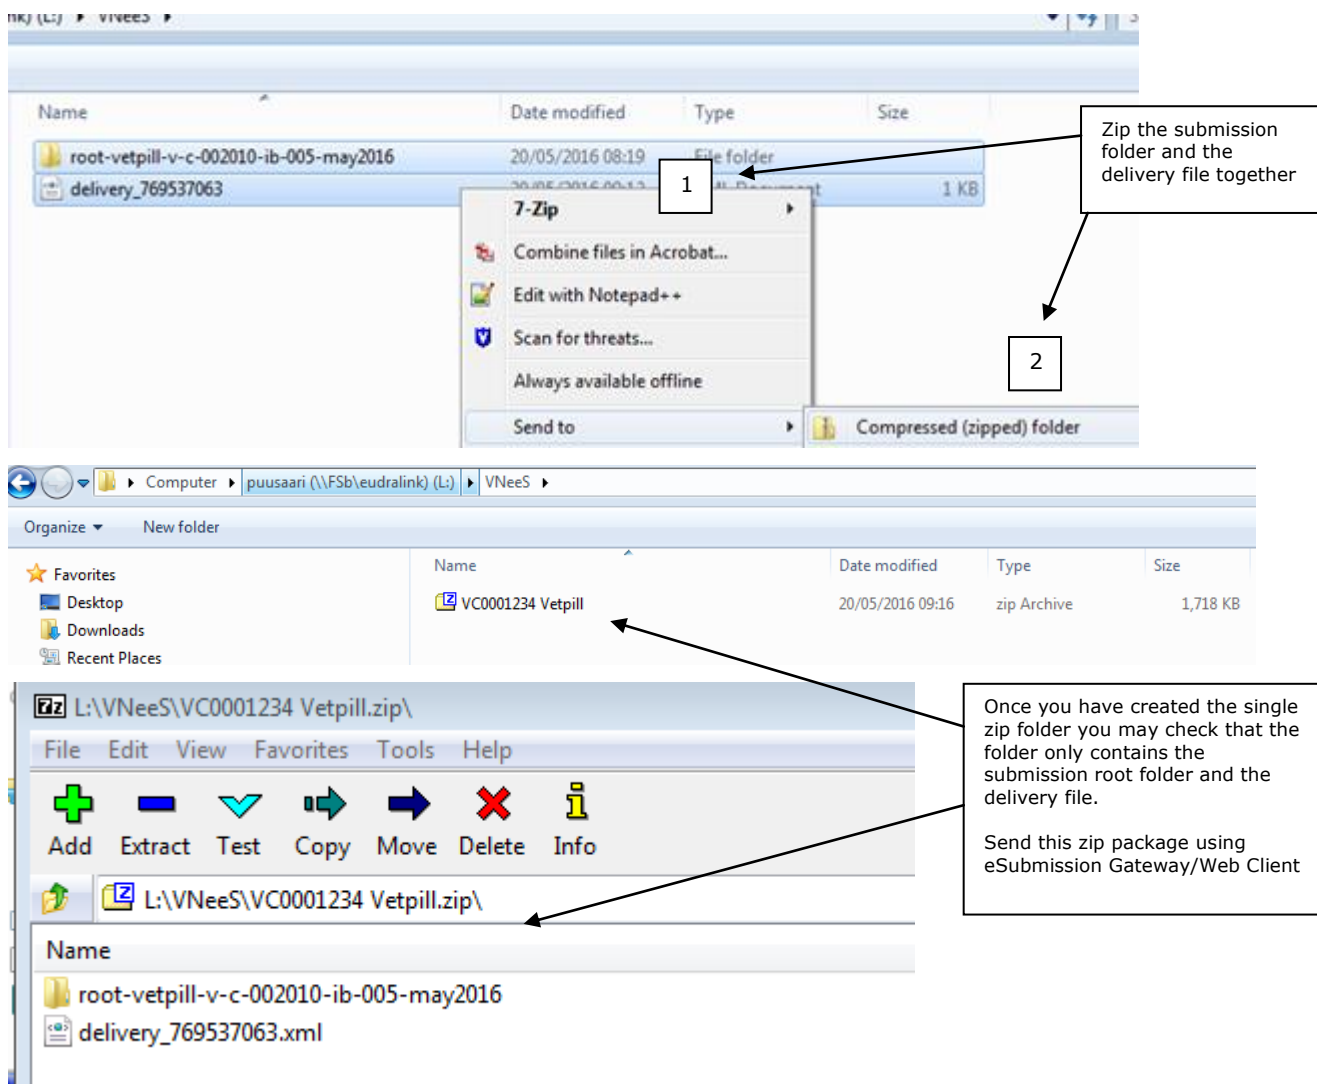 (L:) ▸ VNeeS ▸
Name Date modified Type Size
root-vetpill-v-c-002010-ib-005-may2016 20/05/2016 08:19 File folder
delivery_769537063 1 KB
1
7-Zip
Combine files in Acrobat...
Edit with Notepad++
Scan for threats...
Always available offline
Send to
Compressed (zipped) folder
Zip the submission
folder and the
delivery file together
2
Computer ▸ puusaari (\\FSb\eudralink) (L:) ▸ VNeeS ▸
Organize ▾ New folder
Favorites
Desktop
Downloads
Recent Places
Name Date modified Type Size
VC0001234 Vetpill 20/05/2016 09:16 zip Archive 1,718 KB
Once you have created the single
zip folder you may check that the
folder only contains the
submission root folder and the
delivery file.
Send this zip package using
eSubmission Gateway/Web Client
7z L:\VNeeS\VC0001234 Vetpill.zip\
File Edit View Favorites Tools Help
Add Extract Test Copy Move Delete Info
L:\VNeeS\VC0001234 Vetpill.zip\
Name
root-vetpill-v-c-002010-ib-005-may2016
delivery_769537063.xml